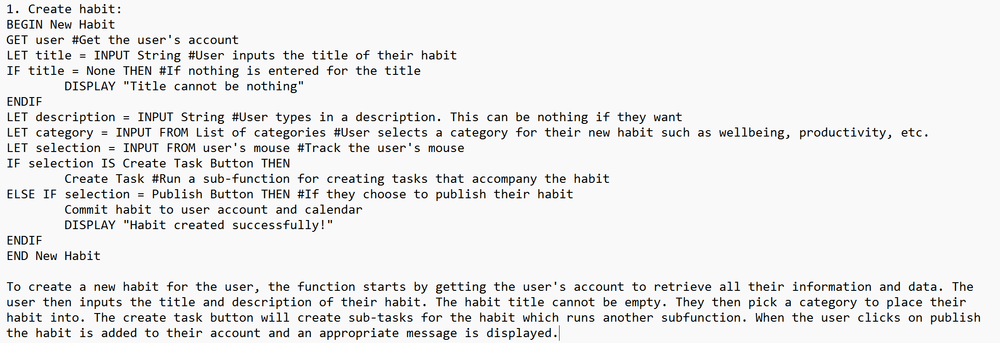 1. Create habit:
BEGIN New Habit
GET user #Get the user's account
LET title = INPUT String #User inputs the title of their habit
IF title = None THEN #If nothing is entered for the title
        DISPLAY "Title cannot be nothing"
ENDIF
LET description = INPUT String #User types in a description. This can be nothing if they want
LET category = INPUT FROM List of categories #User selects a category for their new habit such as wellbeing, productivity, etc.
LET selection = INPUT FROM user's mouse #Track the user's mouse
IF selection IS Create Task Button THEN
        Create Task #Run a sub-function for creating tasks that accompany the habit
ELSE IF selection = Publish Button THEN #If they choose to publish their habit
        Commit habit to user account and calendar
        DISPLAY "Habit created successfully!"
ENDIF
END New Habit

To create a new habit for the user, the function starts by getting the user's account to retrieve all their information and data. The
user then inputs the title and description of their habit. The habit title cannot be empty. They then pick a category to place their
habit into. The create task button will create sub-tasks for the habit which runs another subfunction. When the user clicks on publish
the habit is added to their account and an appropriate message is displayed.